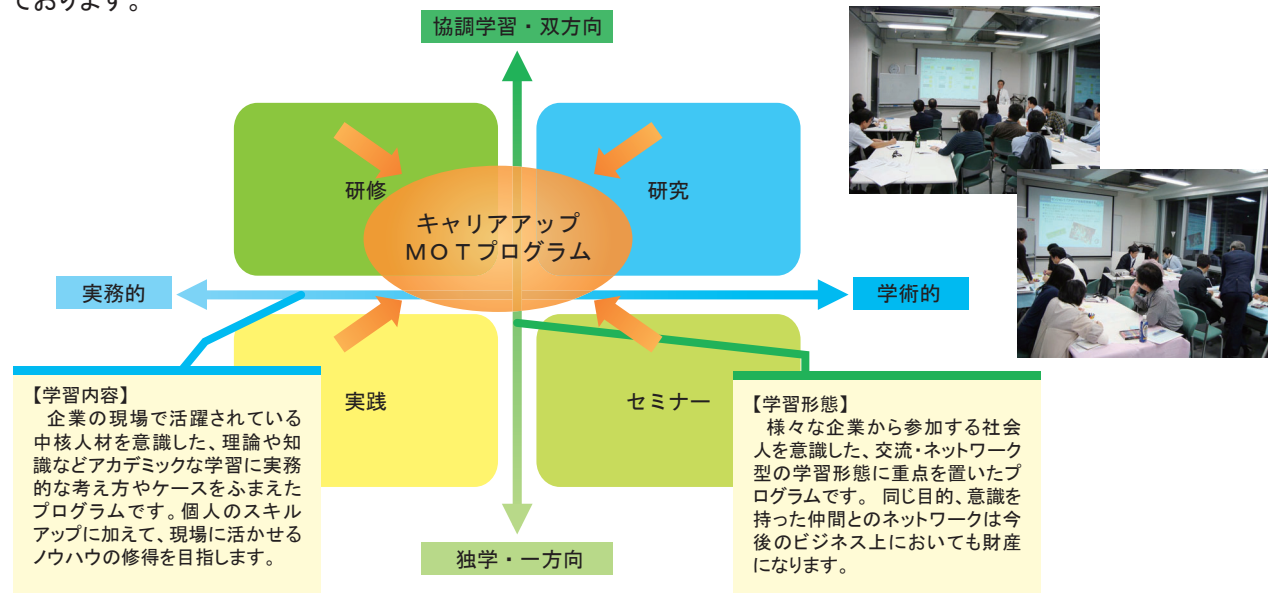 ております。
協調学習・双方向
研修
研究
キャリアアップ
ＭＯＴプログラム
実務的
学術的
実践
セミナー
【学習内容】
　企業の現場で活躍されている
中核人材を意識した、理論や知
識などアカデミックな学習に実務
的な考え方やケースをふまえた
プログラムです。個人のスキル
アップに加えて、現場に活かせる
ノウハウの修得を目指します。
【学習形態】
　様々な企業から参加する社会
人を意識した、交流・ネットワーク
型の学習形態に重点を置いたプ
ログラムです。 同じ目的、意識を
持った仲間とのネットワークは今
後のビジネス上においても財産
になります。
独学・一方向